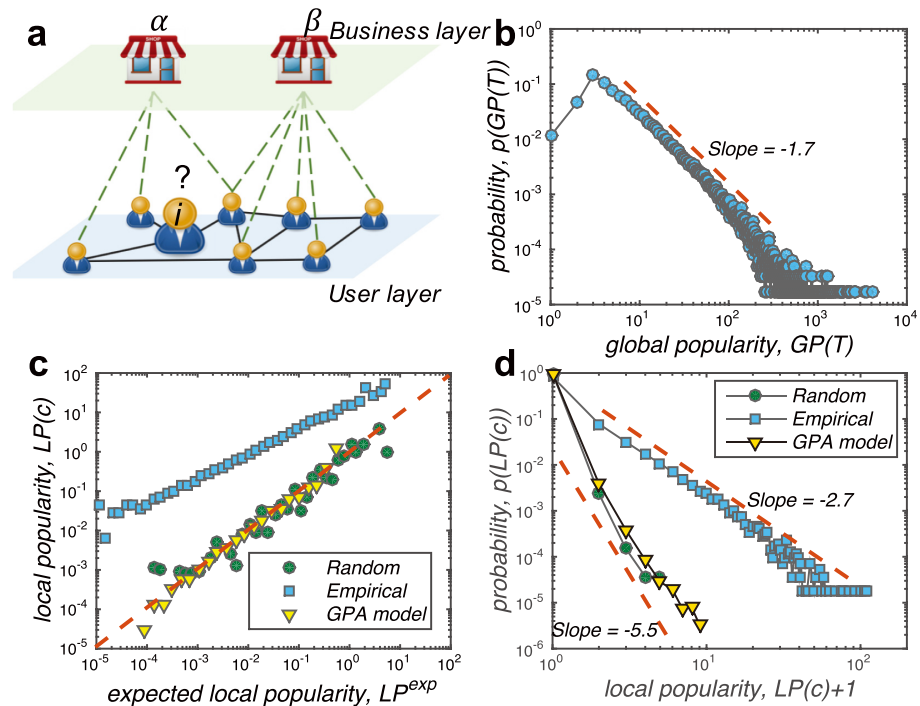 a
α
β
Business layer
SHOP
SHOP
?
i
User layer
b
probability, p(GP(T))
10^0
10^-1
10^-2
10^-3
10^-4
10^-5
Slope = -1.7
10^0
10^1
10^2
10^3
10^4
global popularity, GP(T)
c
local popularity, LP(c)
10^2
10^1
10^0
10^-1
10^-2
10^-3
10^-4
10^-5
Random
Empirical
GPA model
10^-5
10^-4
10^-3
10^-2
10^-1
10^0
10^1
10^2
expected local popularity, LP^exp
d
probability, p(LP(c))
10^0
10^-1
10^-2
10^-3
10^-4
10^-5
10^-6
Random
Empirical
GPA model
Slope = -2.7
Slope = -5.5
10^0
10^1
10^2
local popularity, LP(c)+1